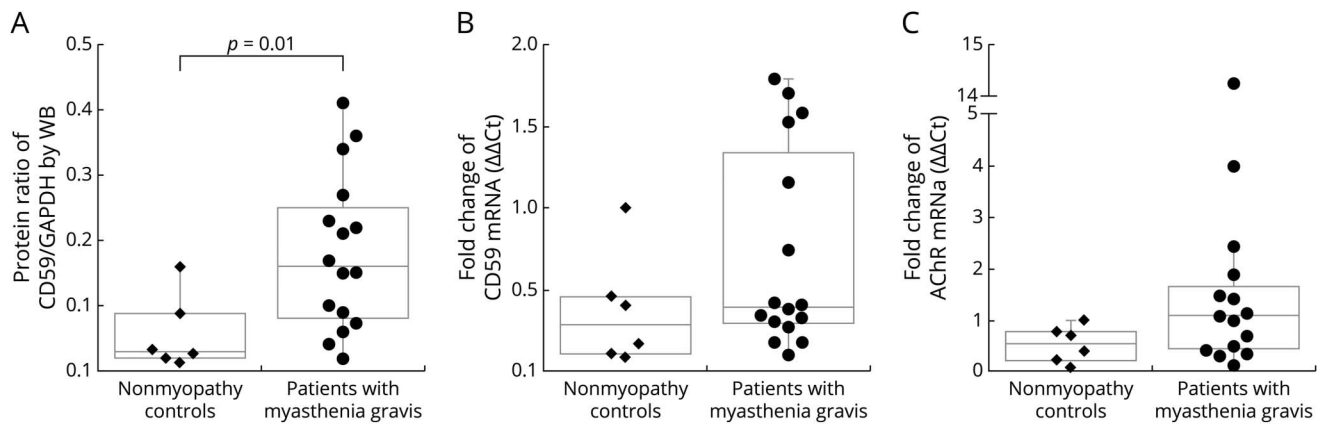 A
Protein ratio of
CD59/GAPDH by WB
0.5
0.4
0.3
0.2
0.1
0.1
p = 0.01
Nonmyopathy
controls
Patients with
myasthenia gravis
B
Fold change of
CD59 mRNA (ΔΔCt)
2.0
1.5
1.0
0.5
0.1
Nonmyopathy
controls
Patients with
myasthenia gravis
C
Fold change of
AChR mRNa (ΔΔCt)
15
14
5
4
3
2
1
0
Nonmyopathy
controls
Patients with
myasthenia gravis